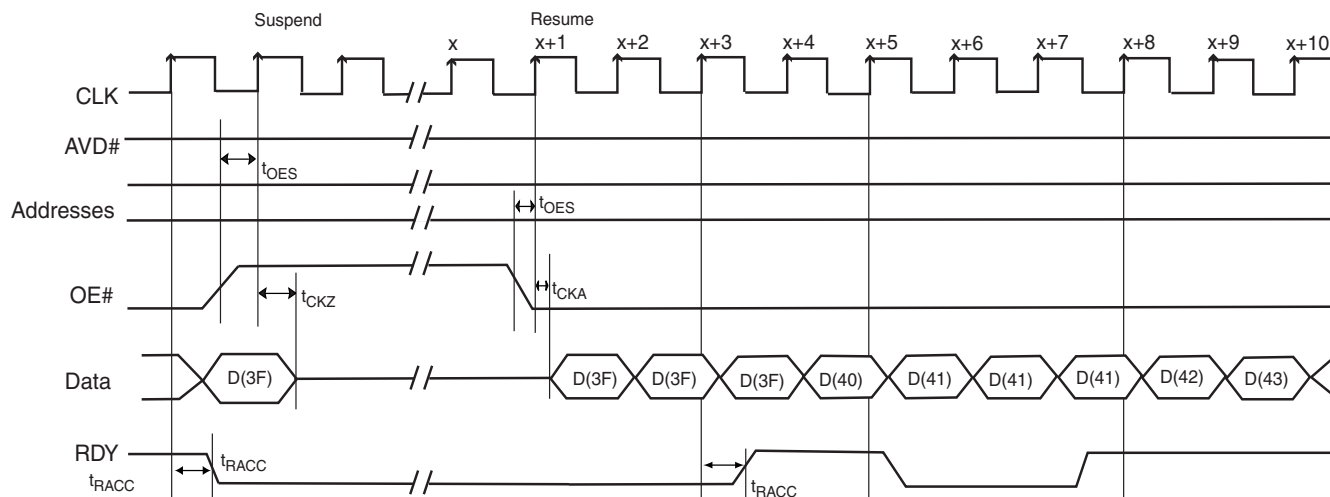 Suspend Resume
x x+1 x+2 x+3 x+4 x+5 x+6 x+7 x+8 x+9 x+10
CLK
AVD#
tOES
Addresses
tOES
OE#
tCKZ
tCKA
Data D(3F) D(3F) D(3F) D(3F) D(40) D(41) D(41) D(41) D(42) D(43)
RDY
tRACC
tRACC
tRACC